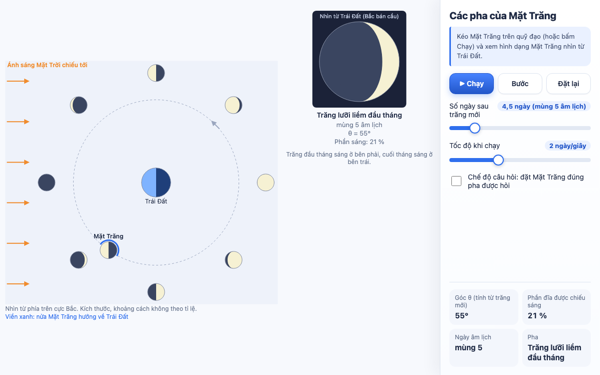 Ánh sáng Mặt Trời chiếu tới
Mặt Trăng
Trái Đất
Nhìn từ phía trên cực Bắc. Kích thước, khoảng cách không theo tỉ lệ.
Viền xanh: nửa Mặt Trăng hướng về Trái Đất
Nhìn từ Trái Đất (Bắc bán cầu)
Trăng lưỡi liềm đầu tháng
mùng 5 âm lịch
θ = 55°
Phần sáng: 21 %
Trăng đầu tháng sáng ở bên phải, cuối tháng sáng ở
bên trái.
Các pha của Mặt Trăng
Kéo Mặt Trăng trên quỹ đạo (hoặc bấm
Chạy) và xem hình dạng Mặt Trăng nhìn từ
Trái Đất.
Chạy
Bước
Đặt lại
Số ngày sau
trăng mới
4,5 ngày (mùng 5 âm lịch)
Tốc độ khi chạy
2 ngày/giây
Chế độ câu hỏi: đặt Mặt Trăng đúng
pha được hỏi
Góc θ (tính từ trăng
mới)
55°
Phần đĩa được chiếu
sáng
21 %
Ngày âm lịch
mùng 5
Pha
Trăng lưỡi liềm
đầu tháng